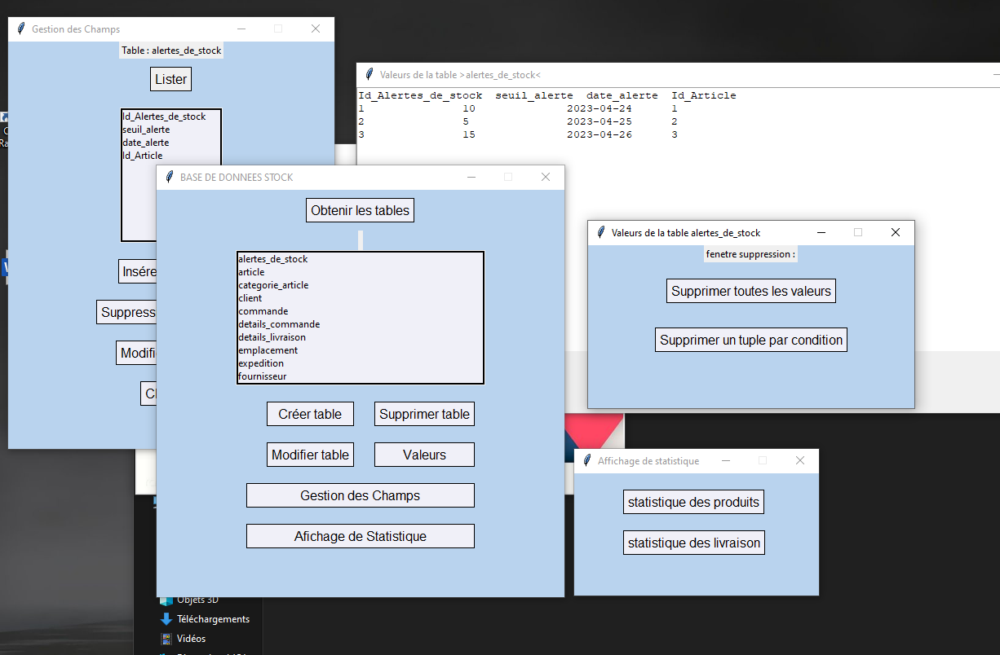 Gestion des Champs
Table : alertes_de_stock
Lister
Id_Alertes_de_stock
seuil_alerte
date_alerte
Id_Article
Insére
Suppress
Modifi
Valeurs de la table >alertes_de_stock<
Id_Alertes_de_stock seuil_alerte date_alerte Id_Article
1 10 2023-04-24 1
2 5 2023-04-25 2
3 15 2023-04-26 3
BASE DE DONNEES STOCK
Obtenir les tables
alertes_de_stock
article
categorie_article
client
commande
details_commande
details_livraison
emplacement
expedition
fournisseur
Créer table Supprimer table
Modifier table Valeurs
Gestion des Champs
Afichage de Statistique
Valeurs de la table alertes_de_stock
fenetre suppression :
Supprimer toutes les valeurs
Supprimer un tuple par condition
Affichage de statistique
statistique des produits
statistique des livraison
Objets 3D
Téléchargements
Vidéos